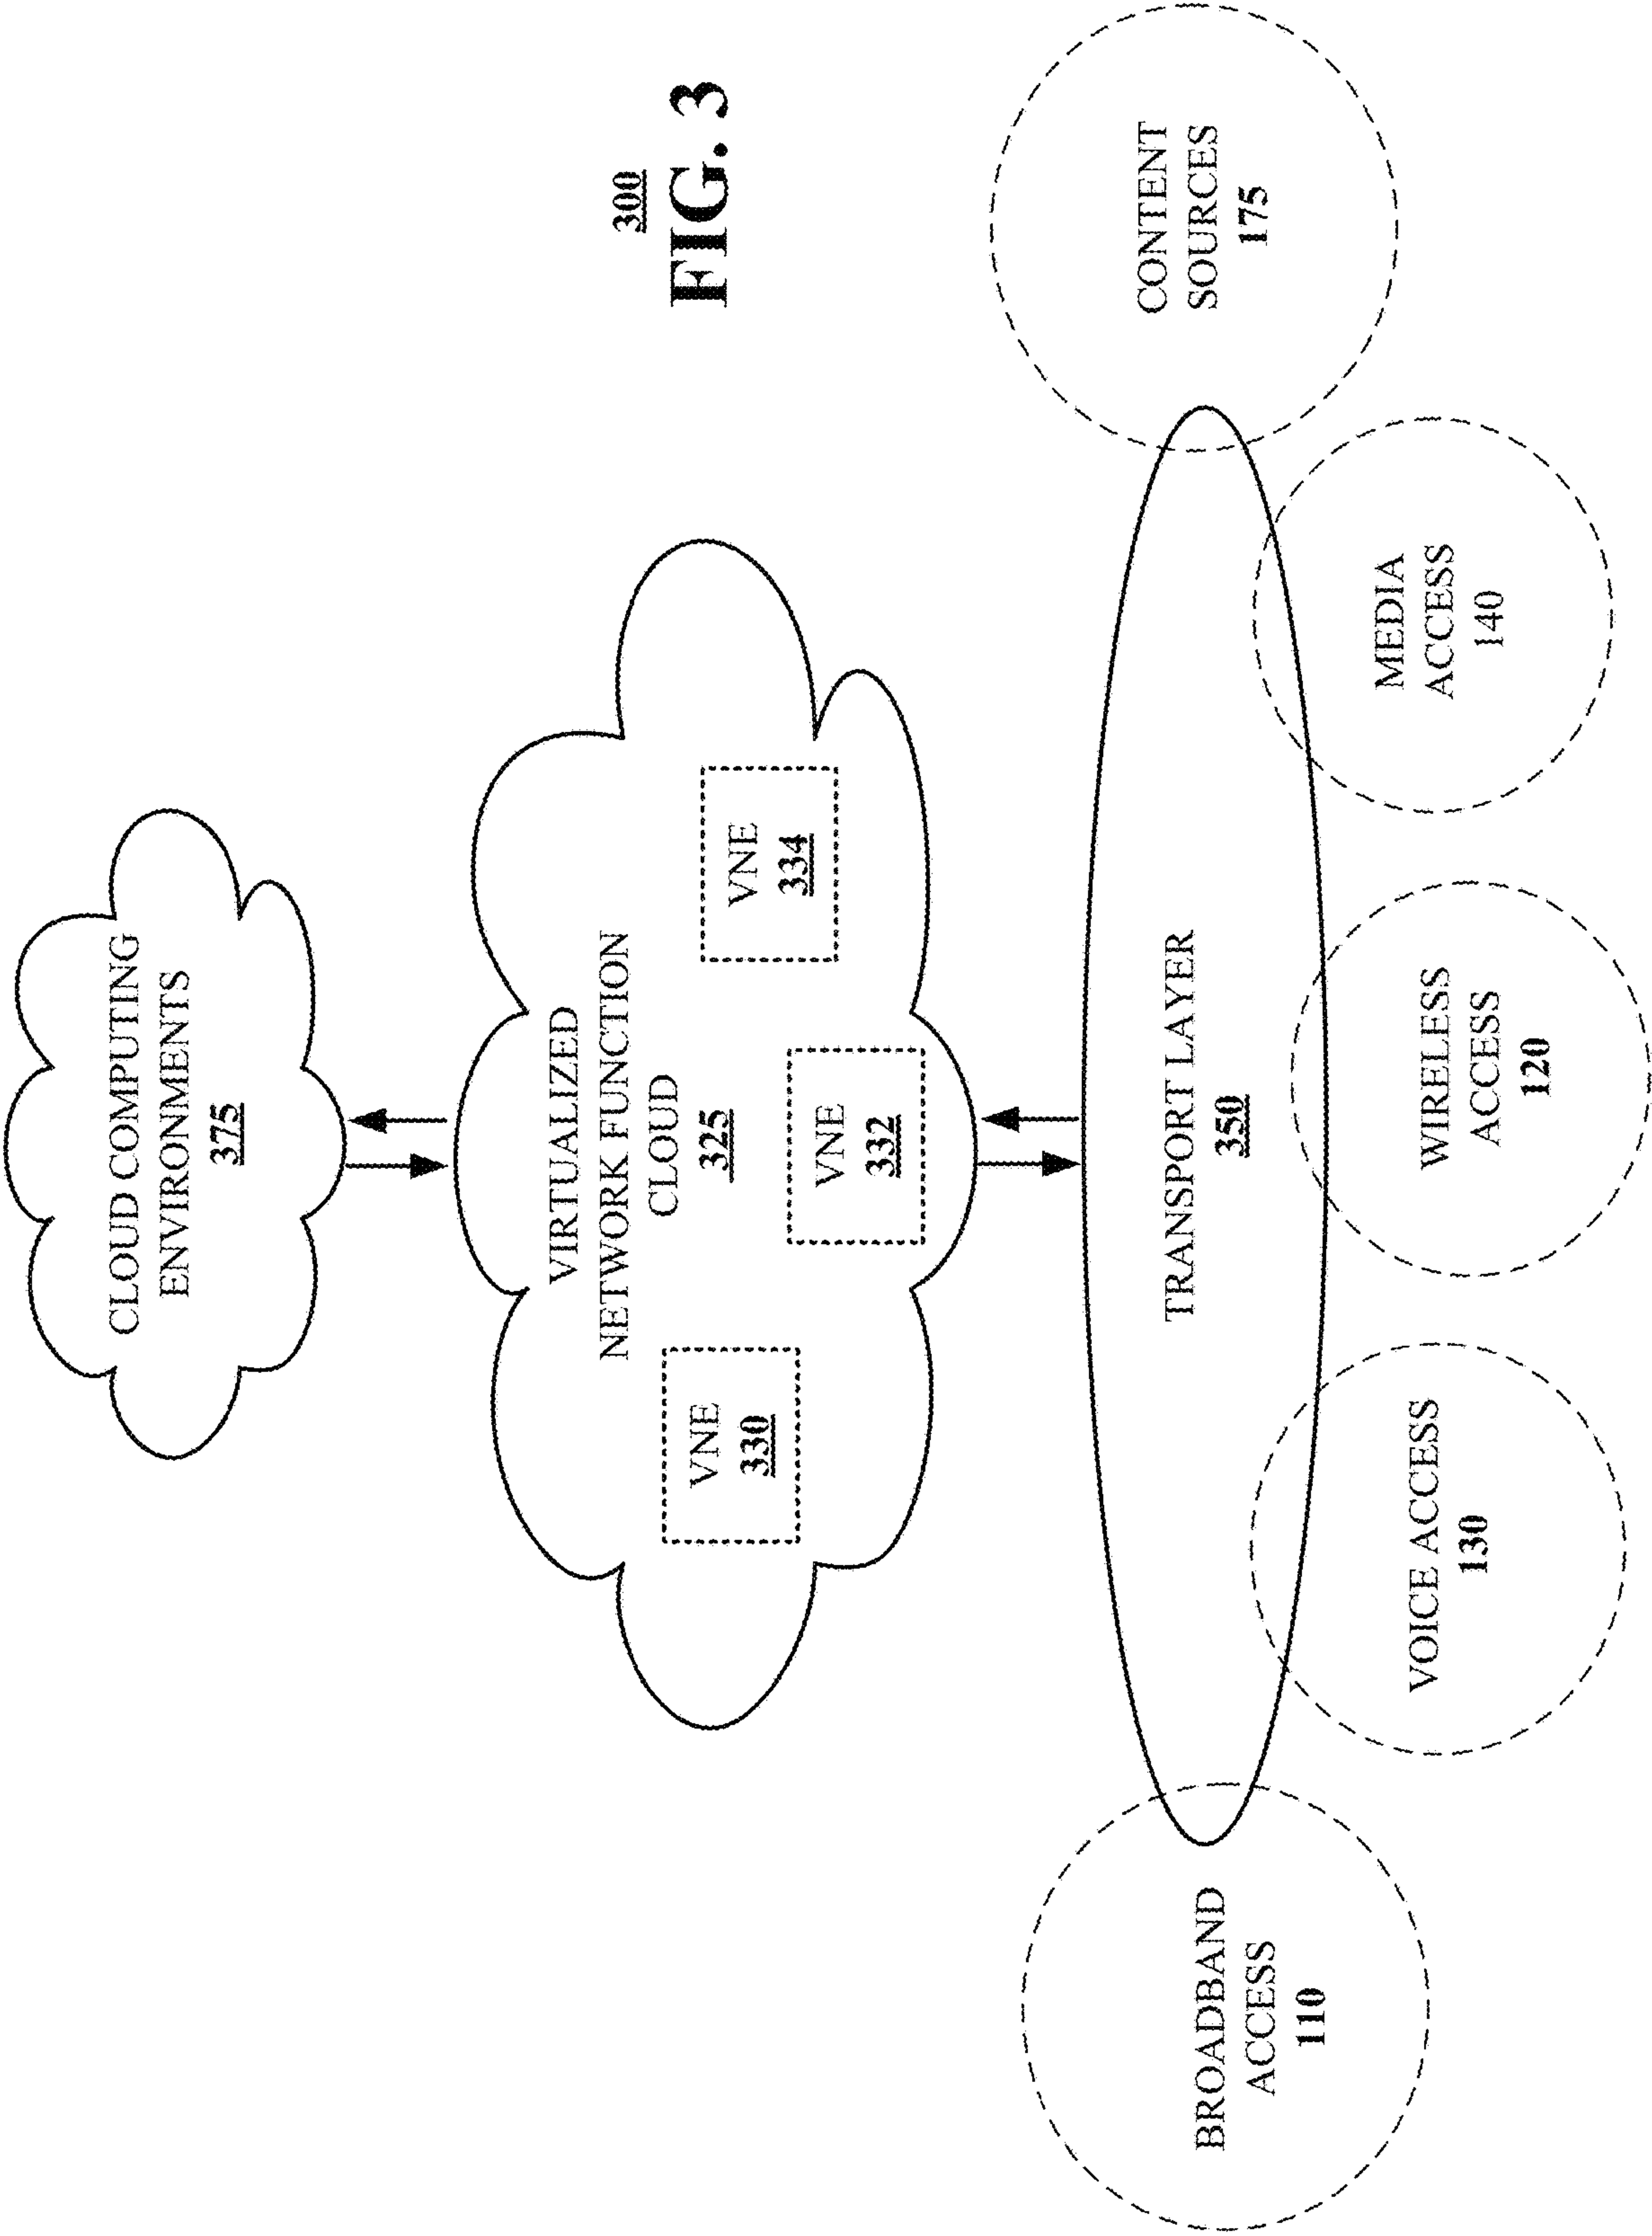 CLOUD COMPUTING
ENVIRONMENTS
375
VIRTUALIZED
NETWORK FUNCTION
CLOUD
325
VNE
330
VNE
332
VNE
334
300
FIG. 3
TRANSPORT LAYER
350
BROADBAND
ACCESS
110
VOICE ACCESS
130
WIRELESS
ACCESS
120
MEDIA
ACCESS
140
CONTENT
SOURCES
175